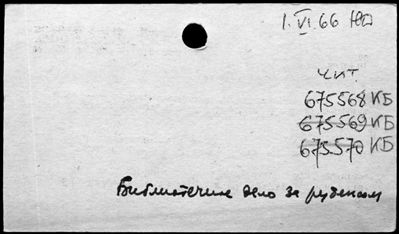 1.VI.66
Чит.
675568 КБ
675569 КБ
675570 КБ
Библиотечное дело за рубежом